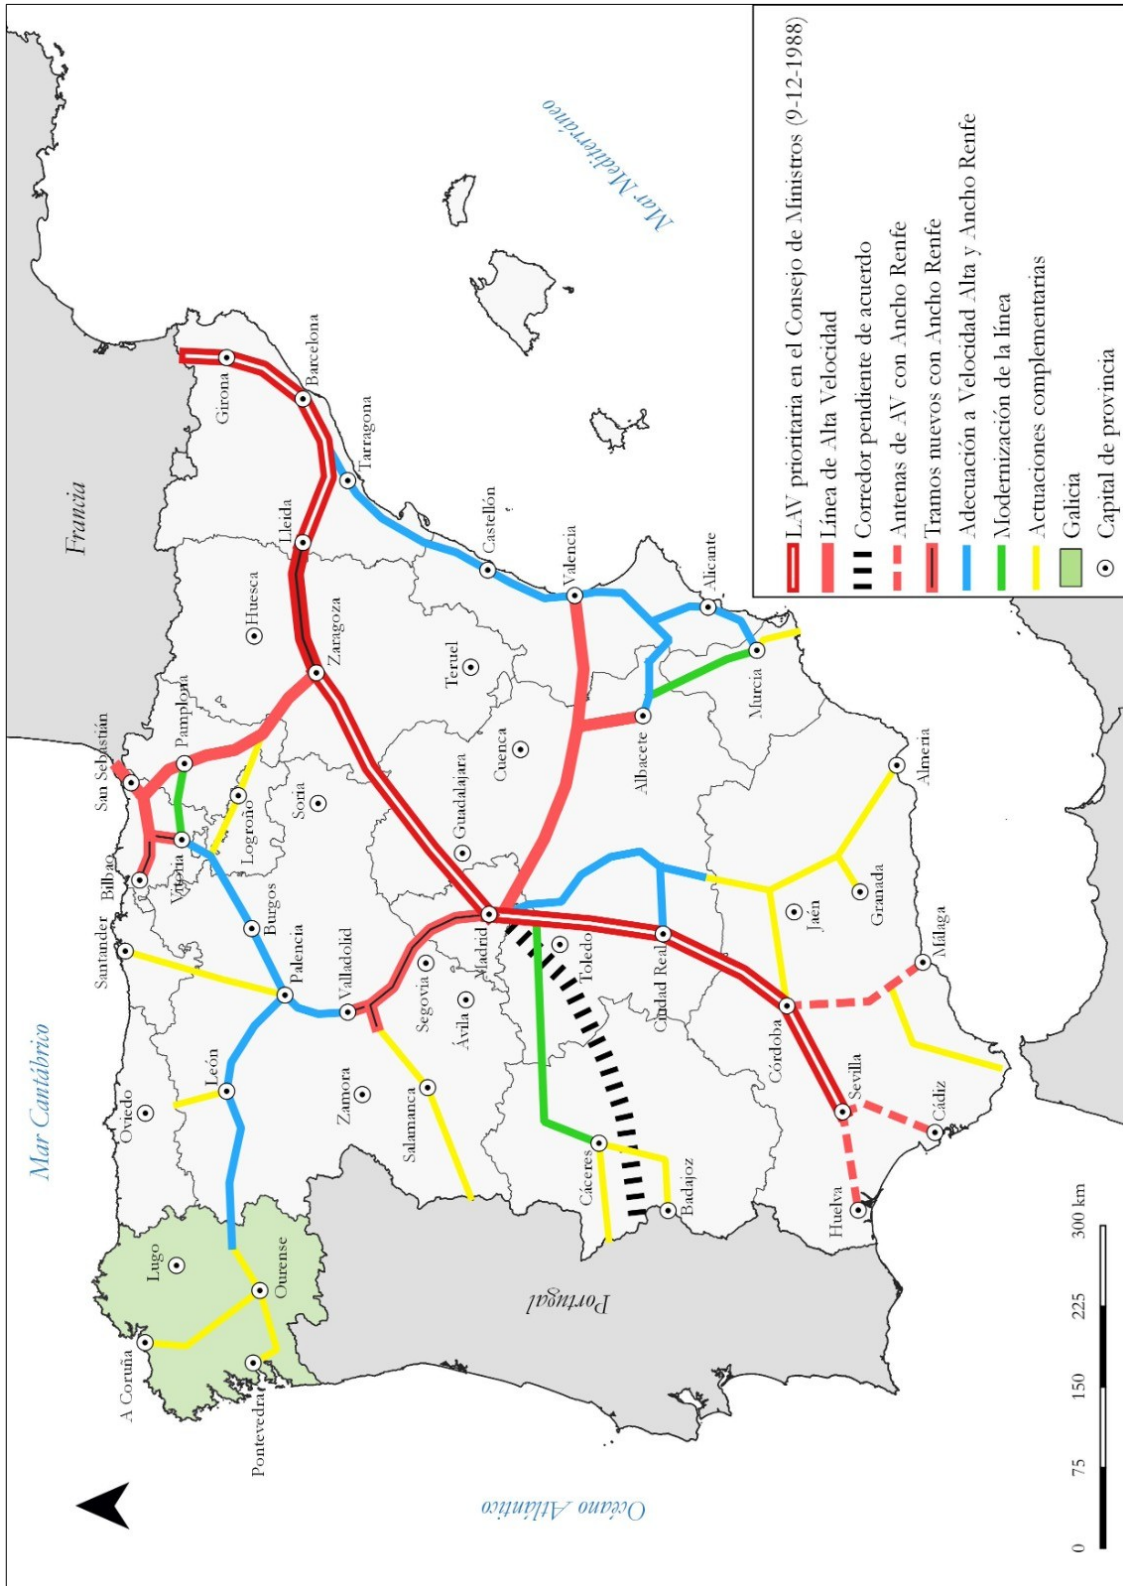 Mar Cantábrico
Francia
A Coruña
Lugo
Oviedo
Santander
Bilbao
San Sebastián
Pontevedra
Ourense
León
Vitoria
Pamplona
Burgos
Logroño
Palencia
Huesca
Girona
Soria
Valladolid
Zaragoza
Lleida
Barcelona
Zamora
Segovia
Tarragona
Salamanca
Ávila
Guadalajara
Madrid
Teruel
Castellón
Cuenca
Toledo
Valencia
Mar Mediterráneo
Océano Atlántico
Portugal
Cáceres
Ciudad Real
Albacete
Badajoz
Alicante
Murcia
Córdoba
Jaén
Sevilla
Huelva
Granada
Almería
Málaga
Cádiz
0 75 150 225 300 km
LAV prioritaria en el Consejo de Ministros (9-12-1988)
Línea de Alta Velocidad
Corredor pendiente de acuerdo
Antenas de AV con Ancho Renfe
Tramos nuevos con Ancho Renfe
Adecuación a Velocidad Alta y Ancho Renfe
Modernización de la línea
Actuaciones complementarias
Galicia
Capital de provincia